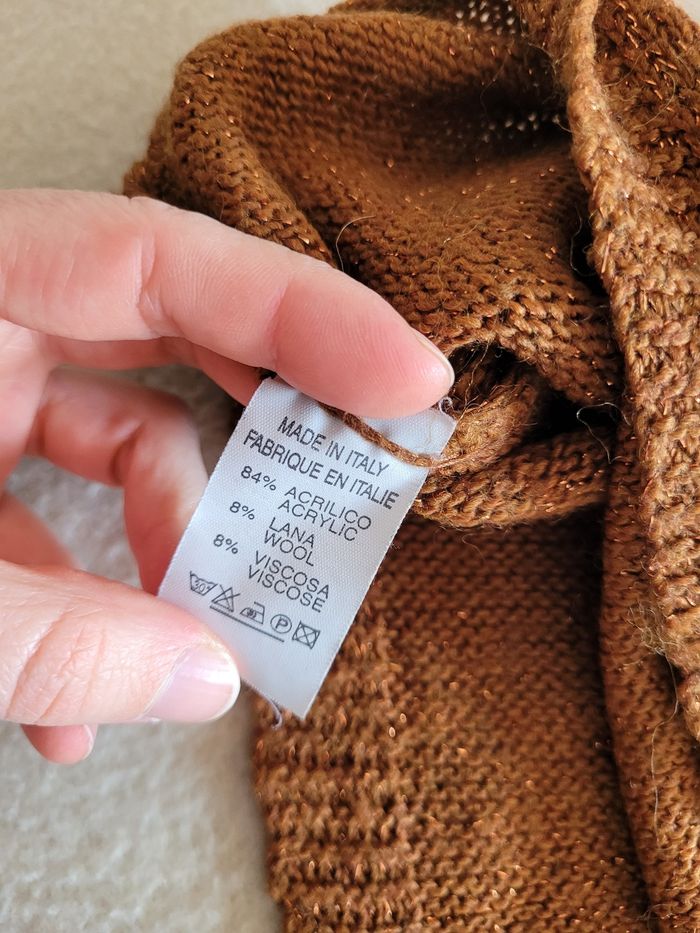 MADE IN ITALY
FABRIQUE EN ITALIE
84% ACRILICO
ACRYLIC
8% LANA
WOOL
8% VISCOSA
VISCOSE
30°
P